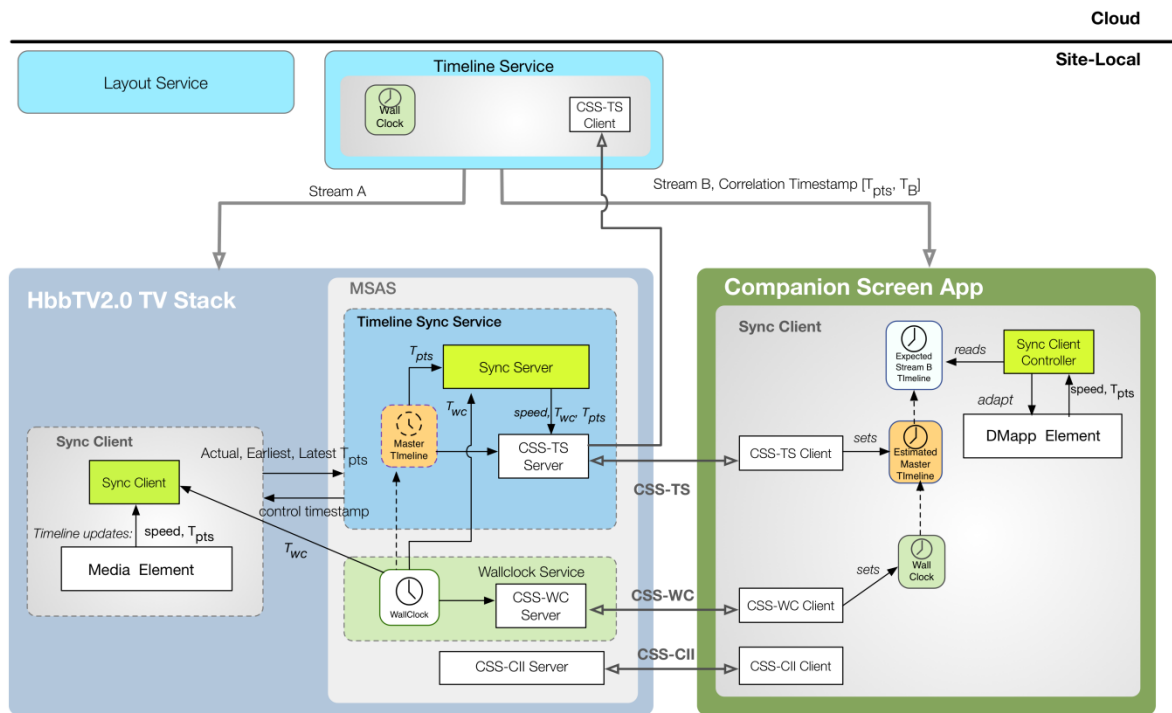 Cloud
Site-Local
Layout Service
Timeline Service
Wall
Clock
CSS-TS
Client
Stream A
Stream B, Correlation Timestamp [Tpts, TB]
HbbTV2.0 TV Stack
MSAS
Timeline Sync Service
Tpts
Sync Server
Twc
speed, Twc, Tpts
Master
TImeline
CSS-TS
Server
Sync Client
Actual, Earliest, Latest Tpts
Sync Client
control timestamp
Timeline updates: speed, Tpts
Twc
Media Element
Wallclock Service
WallClock
CSS-WC
Server
CSS-CII Server
CSS-TS
CSS-WC
CSS-CII
Companion Screen App
Sync Client
Expected
Stream B
TImeline
reads
Sync Client
Controller
adapt
speed, Tpts
DMapp Element
CSS-TS Client
sets
Estimated
Master
TImeline
Wall
Clock
sets
CSS-WC Client
CSS-CII Client